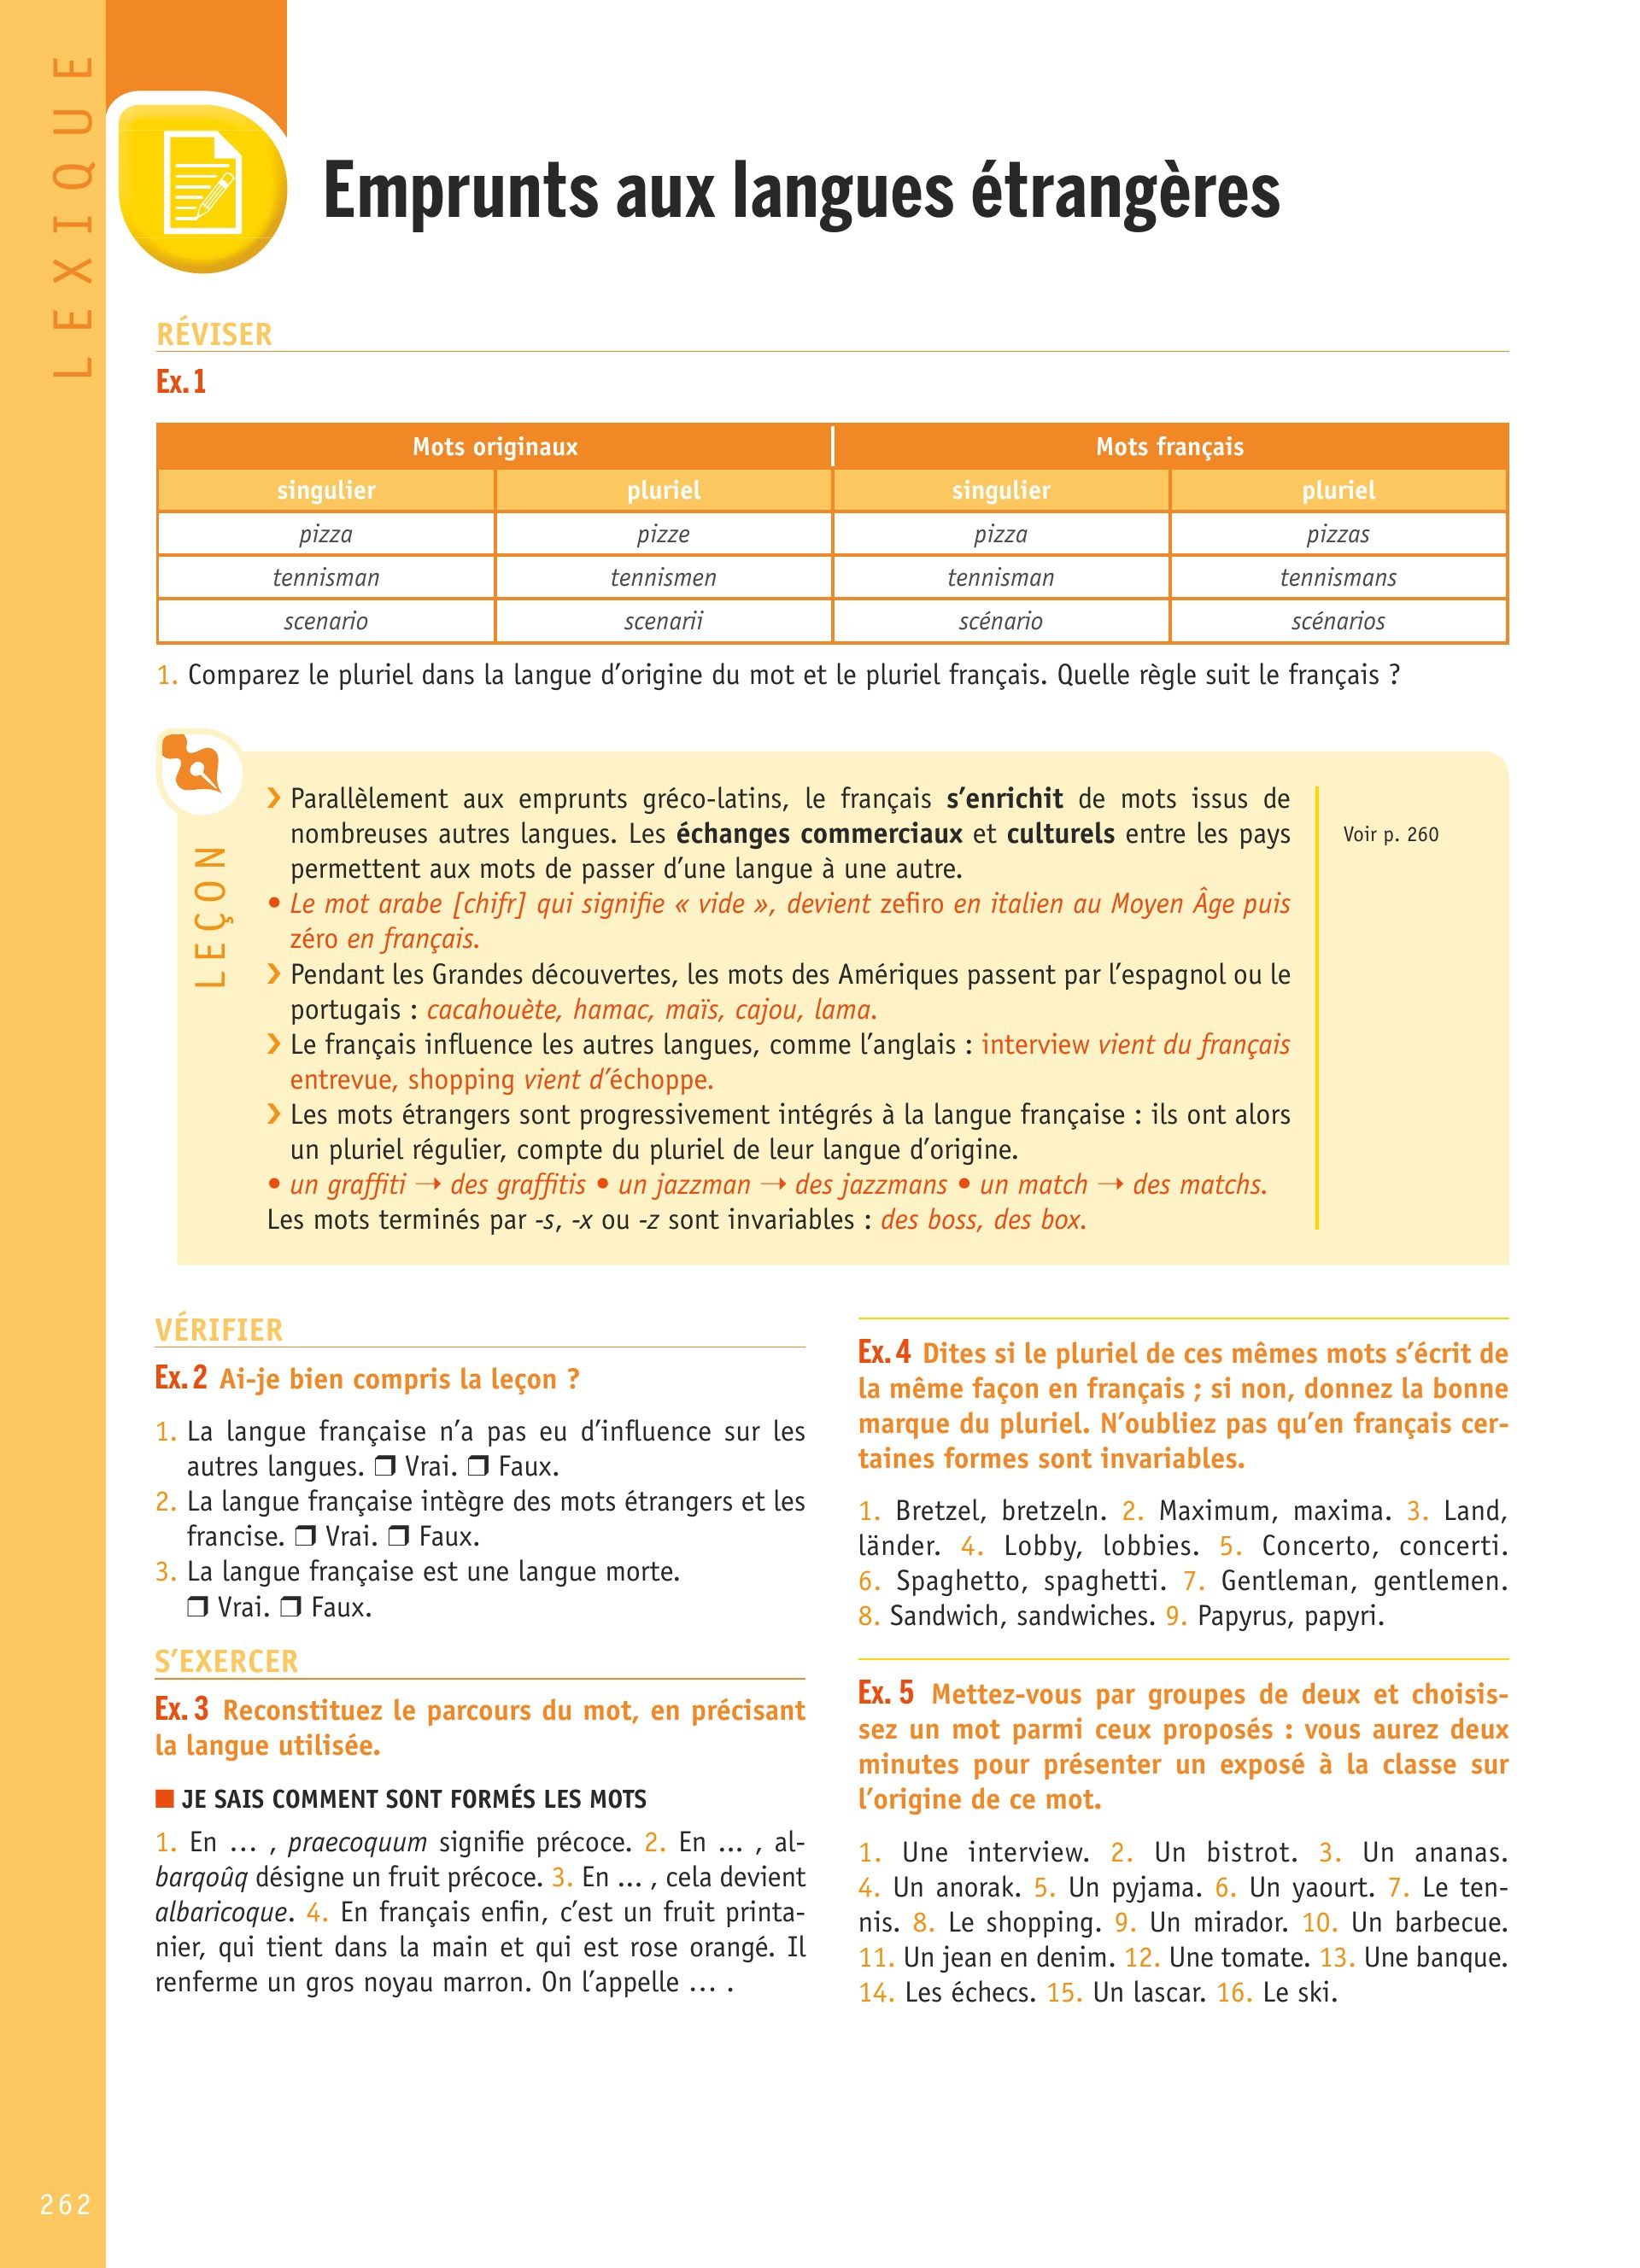 LEXIQUE
Emprunts aux langues étrangères
RÉVISER
Ex. 1
Mots originaux Mots français
singulier pluriel singulier pluriel
pizza pizze pizza pizzas
tennisman tennismen tennisman tennismans
scenario scenarii scénario scénarios
1. Comparez le pluriel dans la langue d’origine du mot et le pluriel français. Quelle règle suit le français ?
LEÇON
❯ Parallèlement aux emprunts gréco-latins, le français s’enrichit de mots issus de
nombreuses autres langues. Les échanges commerciaux et culturels entre les pays
permettent aux mots de passer d’une langue à une autre.
• Le mot arabe [chifr] qui signifie « vide », devient zefiro en italien au Moyen Âge puis
zéro en français.
❯ Pendant les Grandes découvertes, les mots des Amériques passent par l’espagnol ou le
portugais : cacahouète, hamac, maïs, cajou, lama.
❯ Le français influence les autres langues, comme l’anglais : interview vient du français
entrevue, shopping vient d’échoppe.
❯ Les mots étrangers sont progressivement intégrés à la langue française : ils ont alors
un pluriel régulier, compte du pluriel de leur langue d’origine.
• un graffiti → des graffitis • un jazzman → des jazzmans • un match → des matchs.
Les mots terminés par -s, -x ou -z sont invariables : des boss, des box.
Voir p. 260
VÉRIFIER
Ex. 2 Ai-je bien compris la leçon ?
1. La langue française n’a pas eu d’influence sur les
autres langues. ❒ Vrai. ❒ Faux.
2. La langue française intègre des mots étrangers et les
francise. ❒ Vrai. ❒ Faux.
3. La langue française est une langue morte.
❒ Vrai. ❒ Faux.
S’EXERCER
Ex. 3 Reconstituez le parcours du mot, en précisant
la langue utilisée.
■ JE SAIS COMMENT SONT FORMÉS LES MOTS
1. En … , praecoquum signifie précoce. 2. En … , al-
barqoûq désigne un fruit précoce. 3. En … , cela devient
albaricoque. 4. En français enfin, c’est un fruit printa-
nier, qui tient dans la main et qui est rose orangé. Il
renferme un gros noyau marron. On l’appelle … .
Ex. 4 Dites si le pluriel de ces mêmes mots s’écrit de
la même façon en français ; si non, donnez la bonne
marque du pluriel. N’oubliez pas qu’en français cer-
taines formes sont invariables.
1. Bretzel, bretzeln. 2. Maximum, maxima. 3. Land,
länder. 4. Lobby, lobbies. 5. Concerto, concerti.
6. Spaghetto, spaghetti. 7. Gentleman, gentlemen.
8. Sandwich, sandwiches. 9. Papyrus, papyri.
Ex. 5 Mettez-vous par groupes de deux et choisis-
sez un mot parmi ceux proposés : vous aurez deux
minutes pour présenter un exposé à la classe sur
l’origine de ce mot.
1. Une interview. 2. Un bistrot. 3. Un ananas.
4. Un anorak. 5. Un pyjama. 6. Un yaourt. 7. Le ten-
nis. 8. Le shopping. 9. Un mirador. 10. Un barbecue.
11. Un jean en denim. 12. Une tomate. 13. Une banque.
14. Les échecs. 15. Un lascar. 16. Le ski.
262